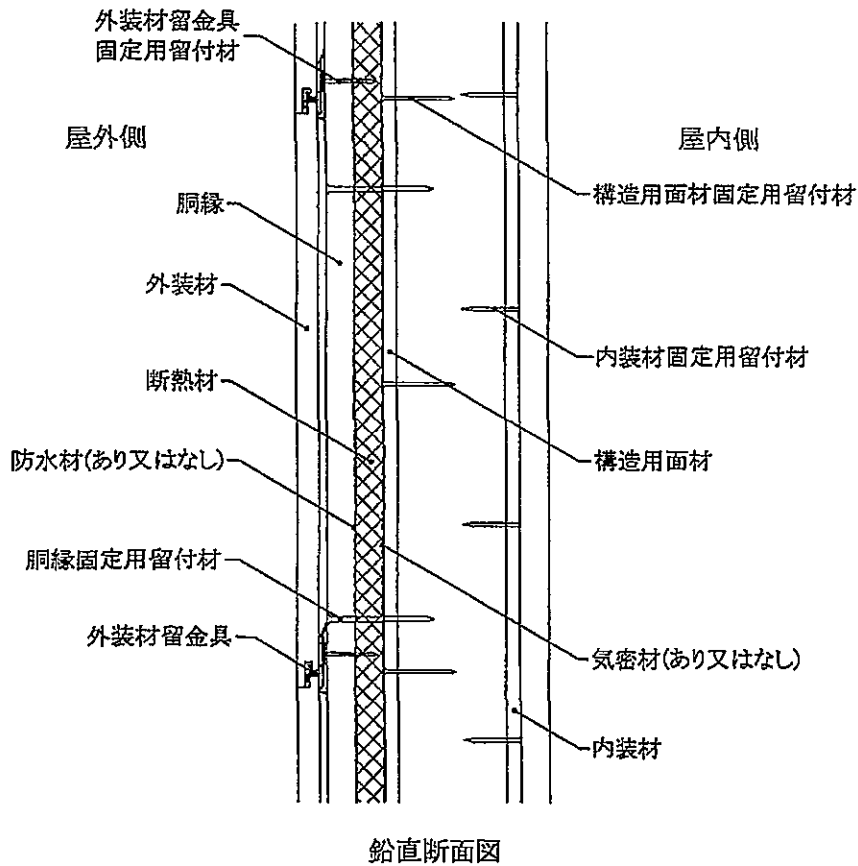 外装材留金具
固定用留付材
屋外側
屋内側
構造用面材固定用留付材
胴縁
外装材
内装材固定用留付材
断熱材
防水材(あり又はなし)
構造用面材
胴縁固定用留付材
外装材留金具
気密材(あり又はなし)
内装材
鉛直断面図